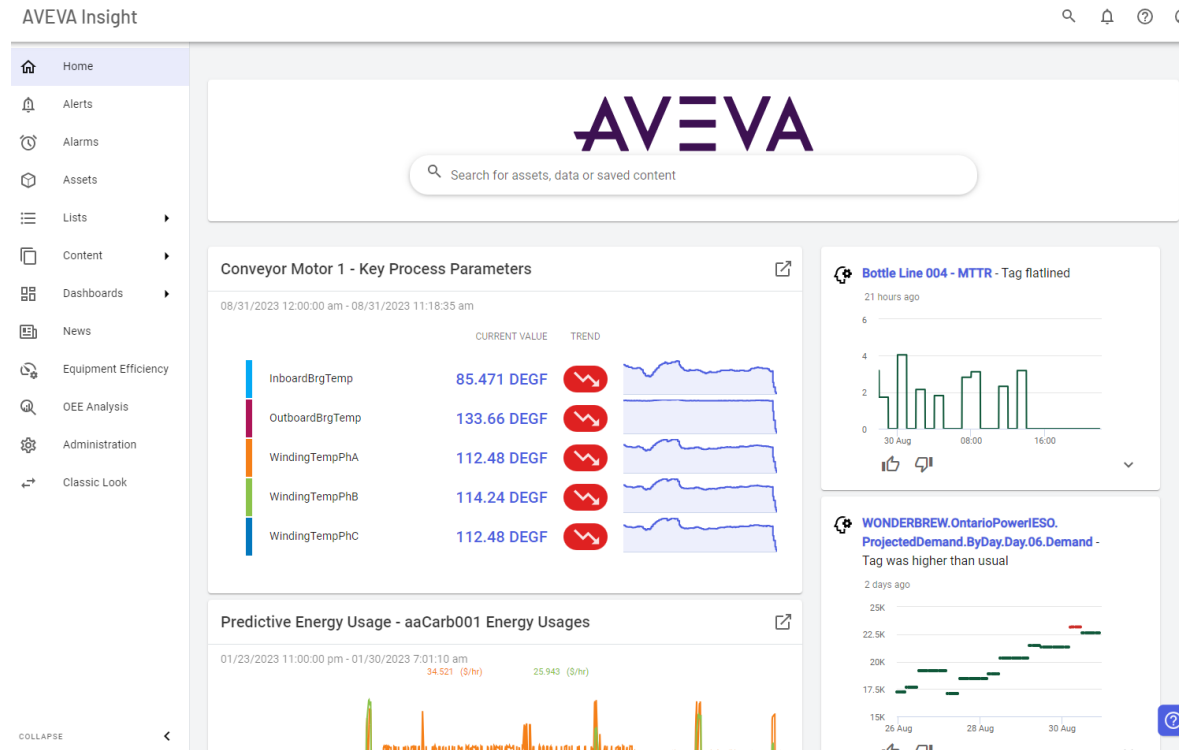 AVEVA Insight
Home
Alerts
Alarms
Assets
Lists
Content
Dashboards
News
Equipment Efficiency
OEE Analysis
Administration
Classic Look
COLLAPSE
AVEVA
Search for assets, data or saved content
Conveyor Motor 1 - Key Process Parameters
08/31/2023 12:00:00 am - 08/31/2023 11:18:35 am
CURRENT VALUE TREND
InboardBrgTemp 85.471 DEGF
OutboardBrgTemp 133.66 DEGF
WindingTempPhA 112.48 DEGF
WindingTempPhB 114.24 DEGF
WindingTempPhC 112.48 DEGF
Predictive Energy Usage - aaCarb001 Energy Usages
01/23/2023 11:00:00 pm - 01/30/2023 7:01:10 am
34.521 ($/hr) 25.943 ($/hr)
Bottle Line 004 - MTTR - Tag flatlined
21 hours ago
6
4
2
0
30 Aug 08:00 16:00
WONDERBREW.OntarioPowerIESO.
ProjectedDemand.ByDay.Day.06.Demand -
Tag was higher than usual
2 days ago
25K
22.5K
20K
17.5K
15K
26 Aug 28 Aug 30 Aug